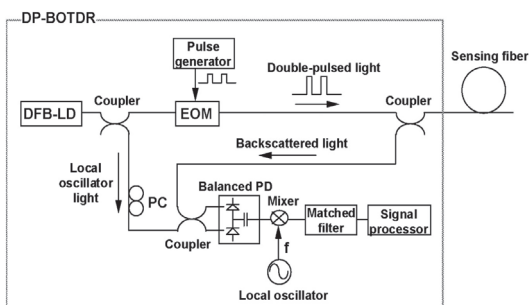 DP-BOTDR
Pulse
generator
Double-pulsed light
Sensing fiber
Coupler
Coupler
DFB-LD
EOM
Backscattered light
Local
oscillator
light
PC
Balanced PD
Mixer
Matched
filter
Signal
processor
Coupler
f
Local oscillator